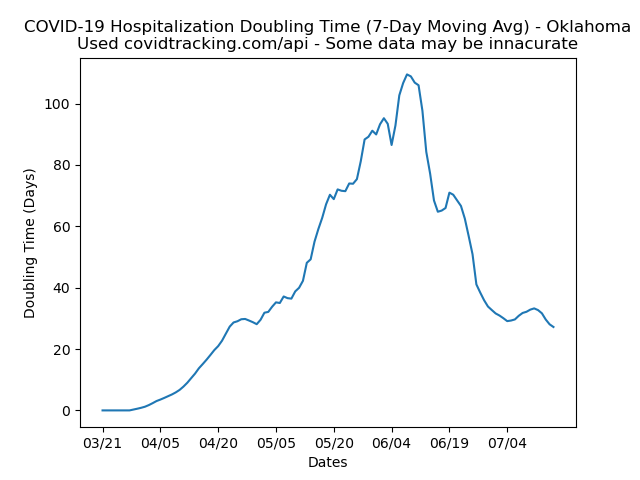 COVID-19 Hospitalization Doubling Time (7-Day Moving Avg) - Oklahoma
Used covidtracking.com/api - Some data may be innacurate
Doubling Time (Days)
100
80
60
40
20
0
03/21 04/05 04/20 05/05 05/20 06/04 06/19 07/04
Dates